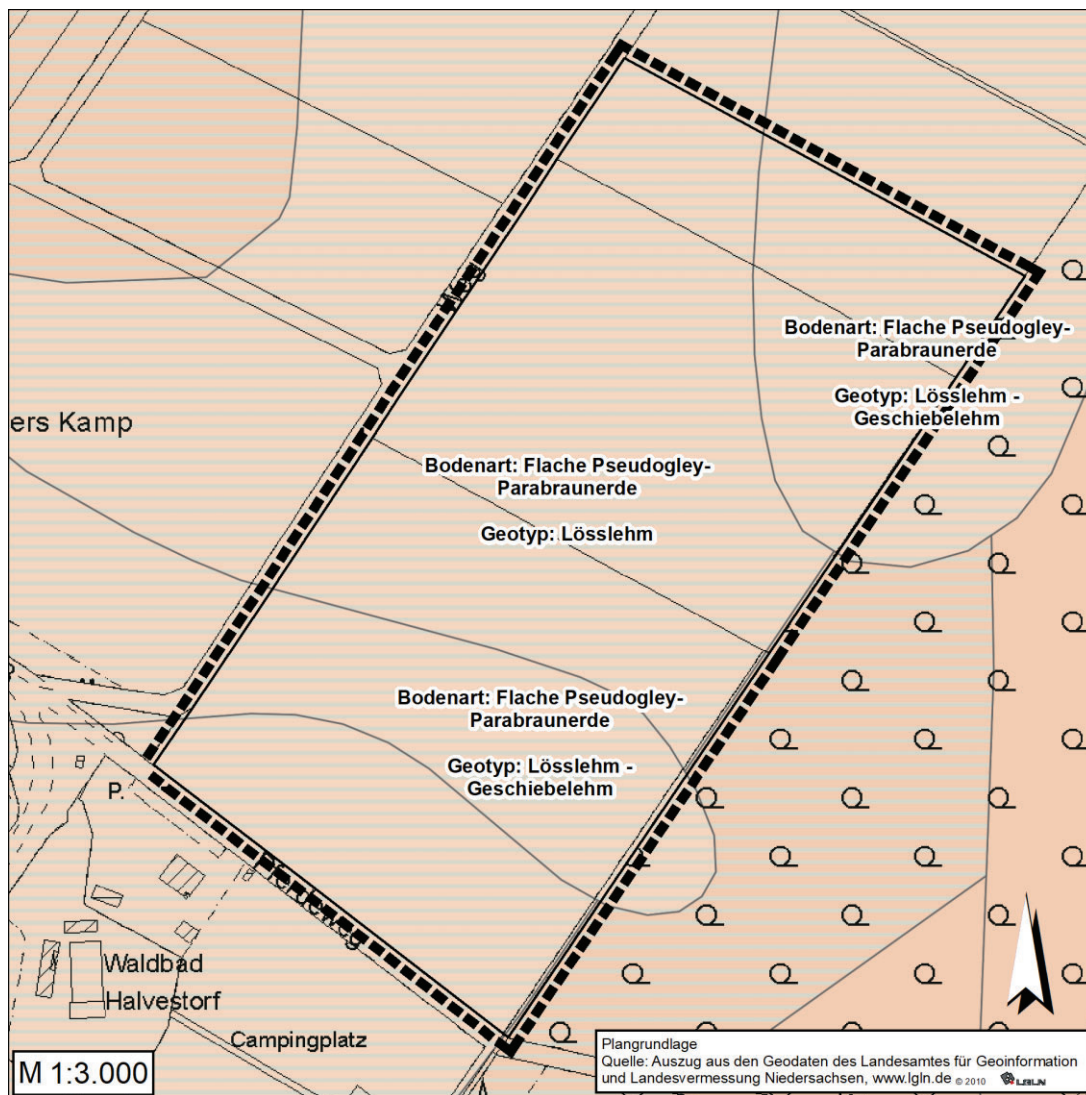 Bodenart: Flache Pseudogley-
Parabraunerde
Geotyp: Lösslehm -
Geschiebelehm
ers Kamp
Bodenart: Flache Pseudogley-
Parabraunerde
Geotyp: Lösslehm
Bodenart: Flache Pseudogley-
Parabraunerde
Geotyp: Lösslehm -
Geschiebelehm
P.
Waldbad
Halvestorf
Campingplatz
M 1:3.000
Plangrundlage
Quelle: Auszug aus den Geodaten des Landesamtes für Geoinformation
und Landesvermessung Niedersachsen, www.lgln.de © 2010 LGLN